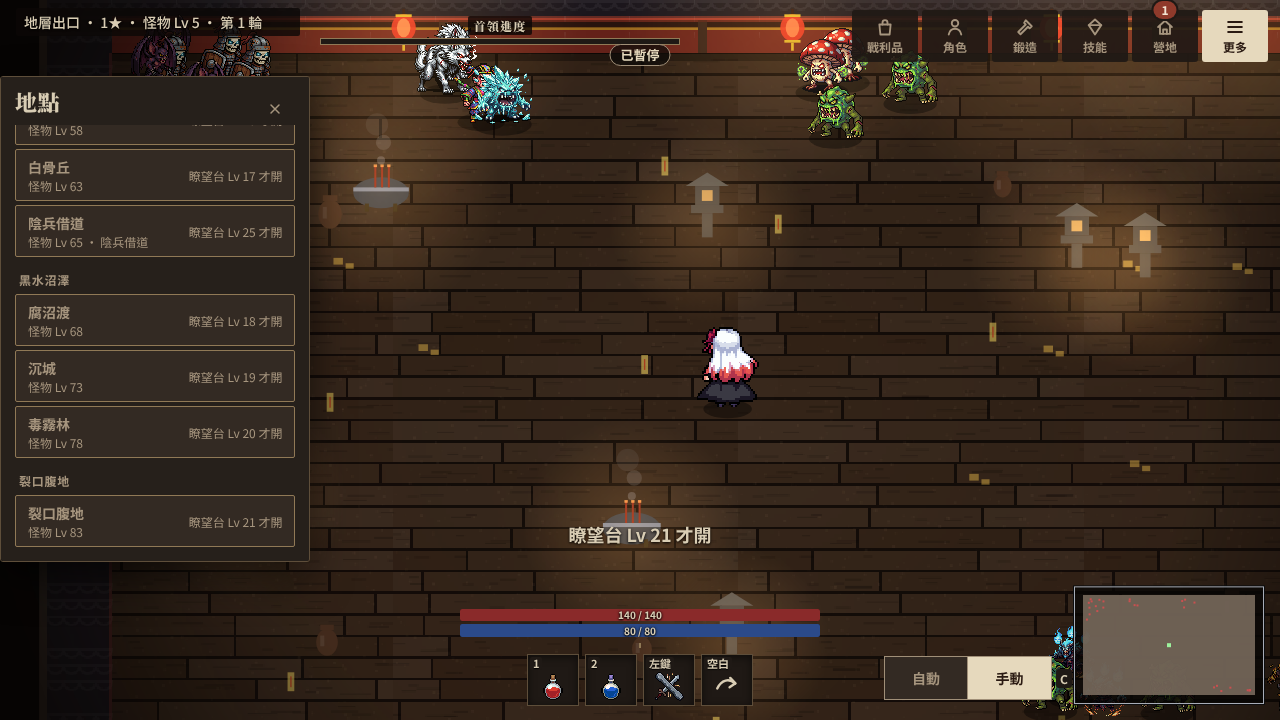 地層出口 · 1★ · 怪物 Lv 5 · 第 1 輪
首領進度
已暫停
戰利品
角色
鍛造
技能
1
營地
更多
地點
×
怪物 Lv 58
白骨丘
怪物 Lv 63
瞭望台 Lv 17 才開
陰兵借道
怪物 Lv 65 · 陰兵借道
瞭望台 Lv 25 才開
黑水沼澤
腐沼渡
怪物 Lv 68
瞭望台 Lv 18 才開
沉城
怪物 Lv 73
瞭望台 Lv 19 才開
毒霧林
怪物 Lv 78
瞭望台 Lv 20 才開
裂口腹地
裂口腹地
怪物 Lv 83
瞭望台 Lv 21 才開
瞭望台 Lv 21 才開
140 / 140
80 / 80
1
2
左鍵
空白
自動
手動
C